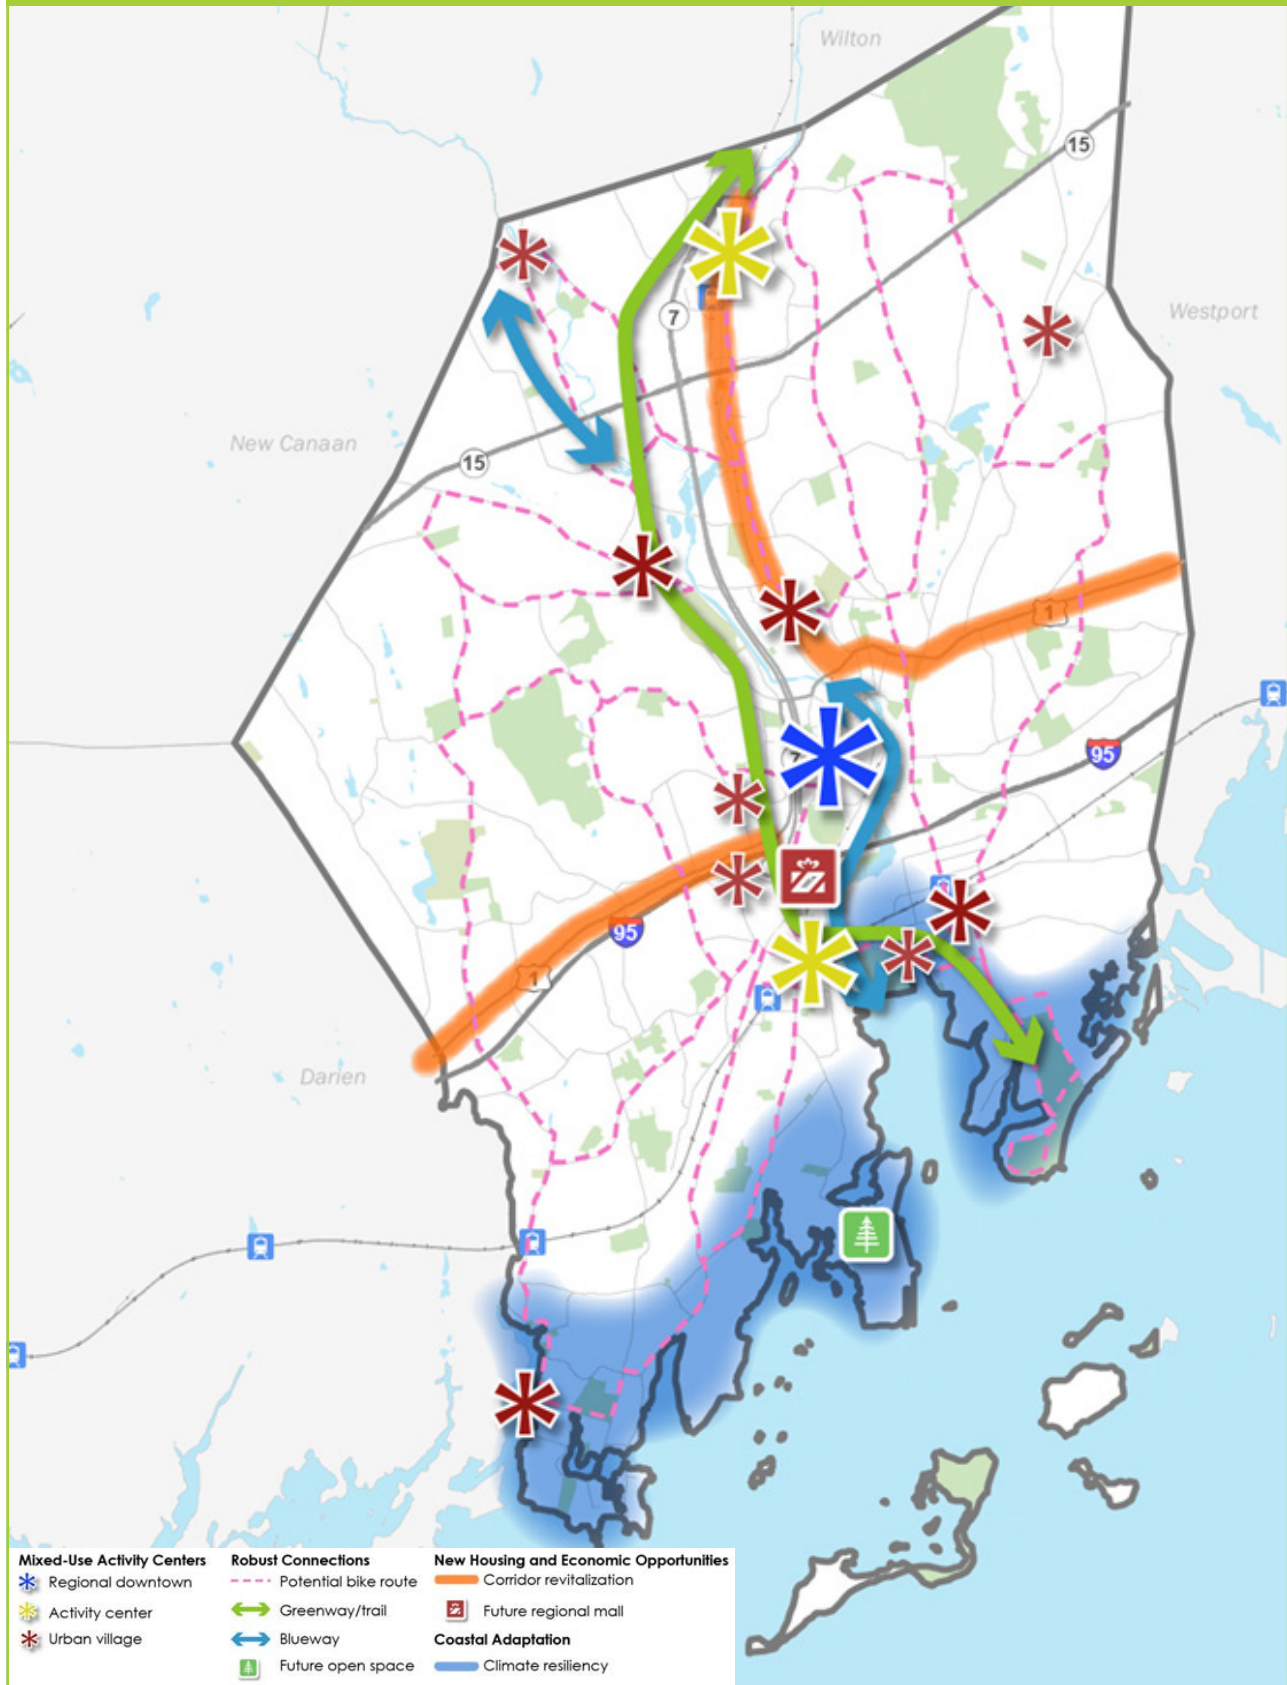 Wilton
15
Westport
7
New Canaan
15
1
95
7
95
1
Darien
Mixed-Use Activity Centers
Regional downtown
Activity center
Urban village
Robust Connections
Potential bike route
Greenway/trail
Blueway
Future open space
New Housing and Economic Opportunities
Corridor revitalization
Future regional mall
Coastal Adaptation
Climate resiliency